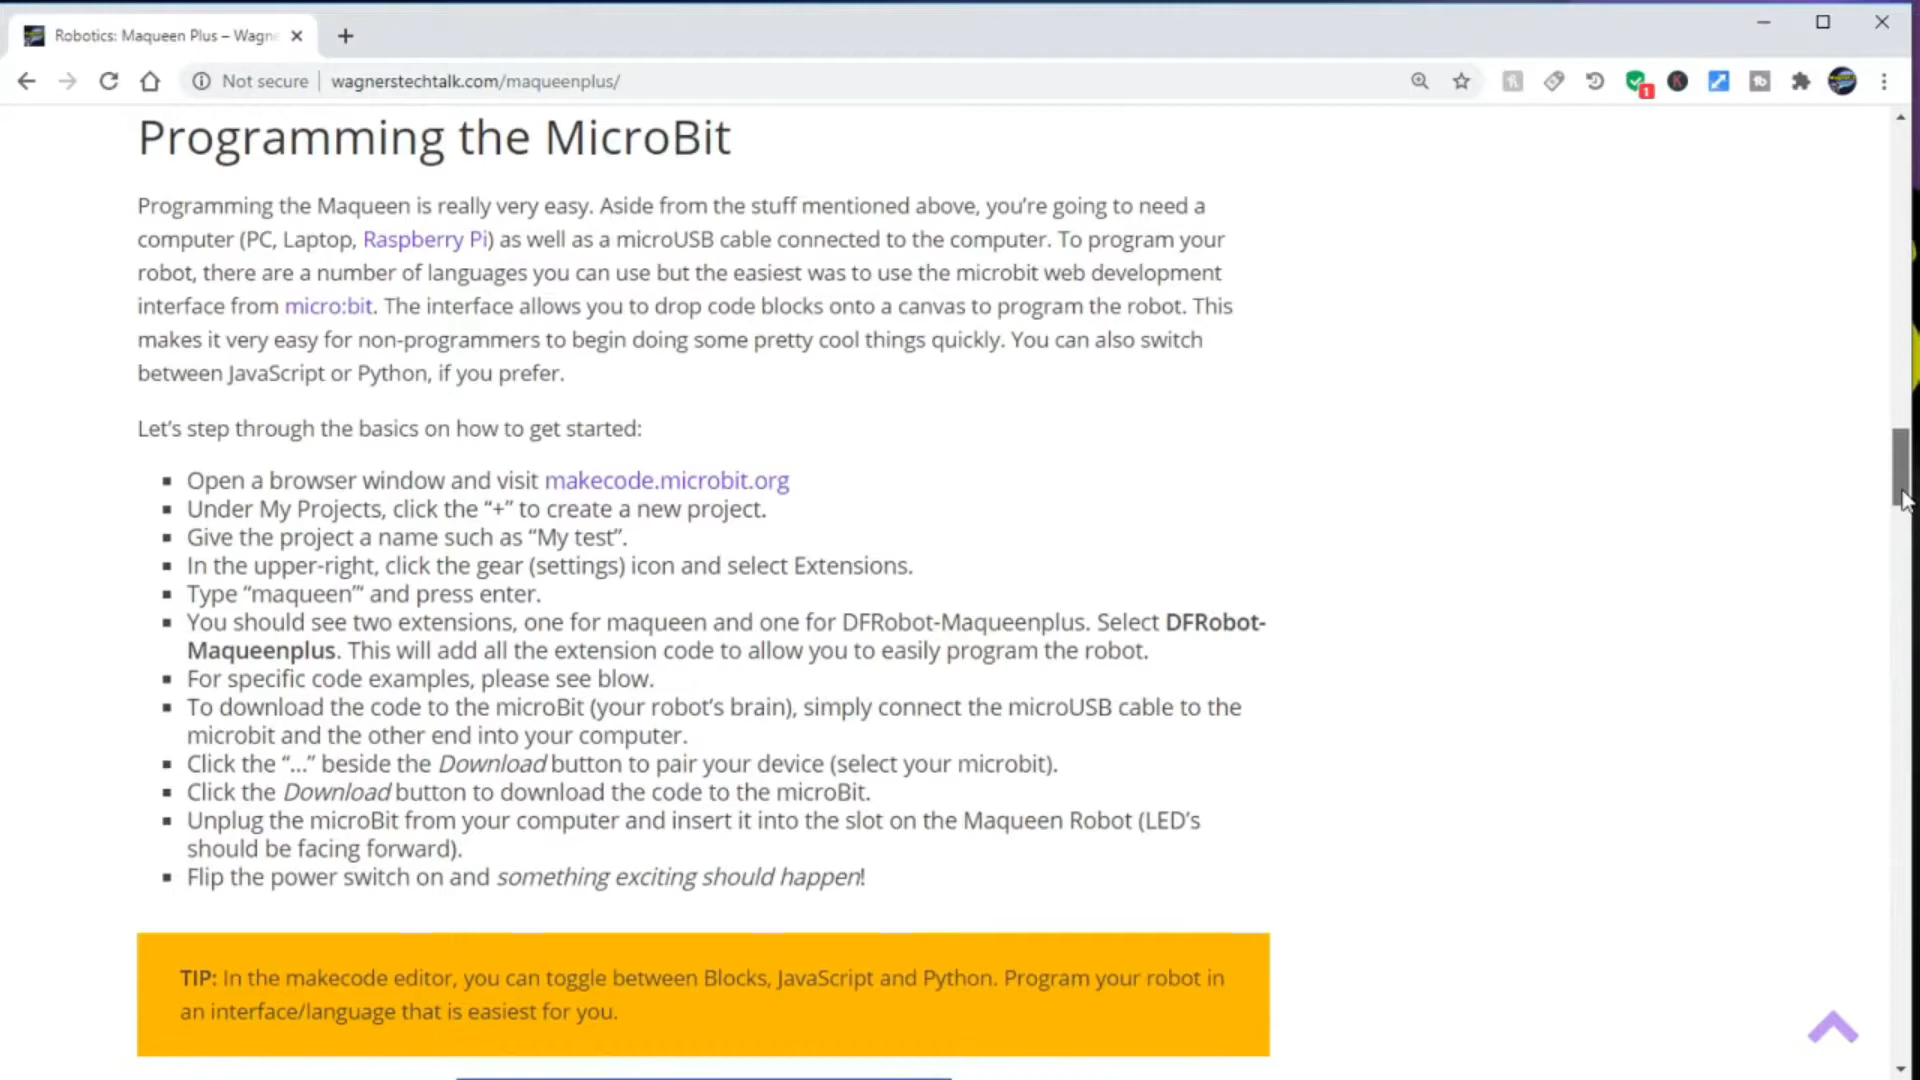 Robotics: Maqueen Plus – Wagn
Not secure
wagnerstechtalk.com/maqueenplus/
1
Programming the MicroBit
Programming the Maqueen is really very easy. Aside from the stuff mentioned above, you’re going to need a
computer (PC, Laptop, Raspberry Pi) as well as a microUSB cable connected to the computer. To program your
robot, there are a number of languages you can use but the easiest was to use the microbit web development
interface from micro:bit. The interface allows you to drop code blocks onto a canvas to program the robot. This
makes it very easy for non-programmers to begin doing some pretty cool things quickly. You can also switch
between JavaScript or Python, if you prefer.
Let’s step through the basics on how to get started:
▪ Open a browser window and visit makecode.microbit.org
▪ Under My Projects, click the “+” to create a new project.
▪ Give the project a name such as “My test”.
▪ In the upper-right, click the gear (settings) icon and select Extensions.
▪ Type “maqueen’” and press enter.
▪ You should see two extensions, one for maqueen and one for DFRobot-Maqueenplus. Select DFRobot-
Maqueenplus. This will add all the extension code to allow you to easily program the robot.
▪ For specific code examples, please see blow.
▪ To download the code to the microBit (your robot’s brain), simply connect the microUSB cable to the
microbit and the other end into your computer.
▪ Click the “…” beside the Download button to pair your device (select your microbit).
▪ Click the Download button to download the code to the microBit.
▪ Unplug the microBit from your computer and insert it into the slot on the Maqueen Robot (LED’s
should be facing forward).
▪ Flip the power switch on and something exciting should happen!
TIP: In the makecode editor, you can toggle between Blocks, JavaScript and Python. Program your robot in
an interface/language that is easiest for you.